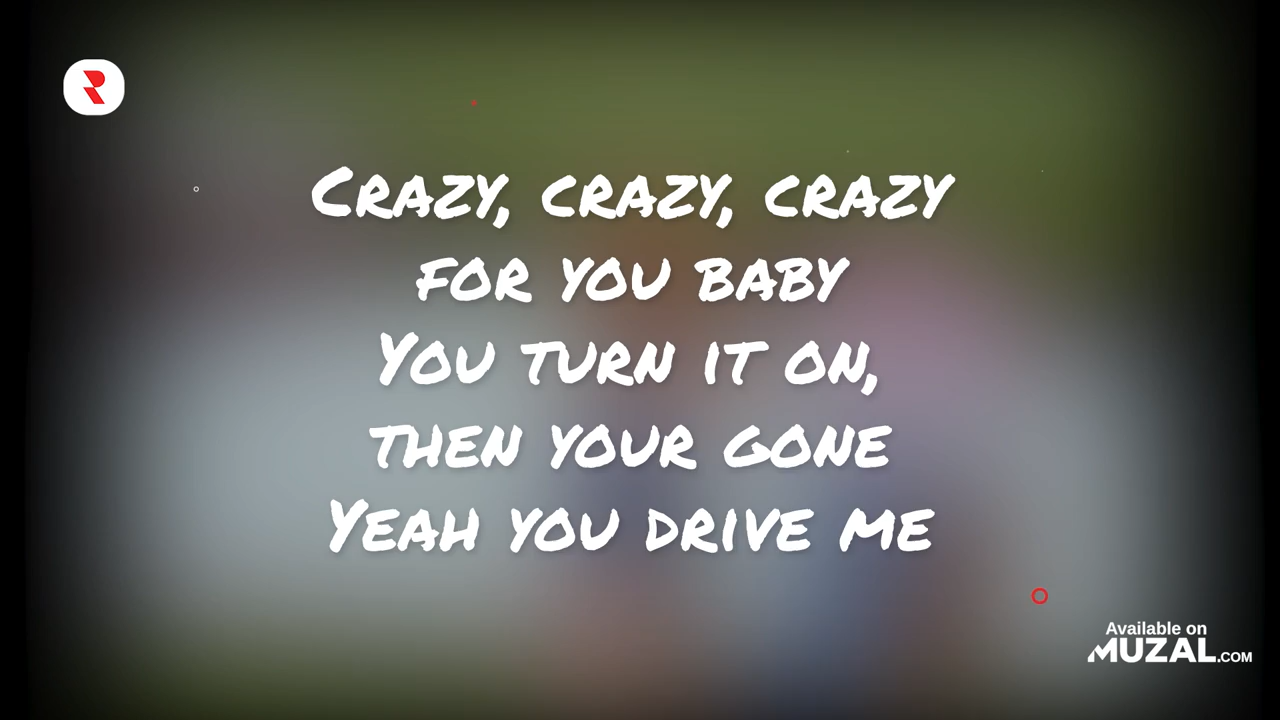 R
Crazy, crazy, crazy
for you baby
You turn it on,
then your gone
Yeah you drive me
Available on
MUZAL.COM